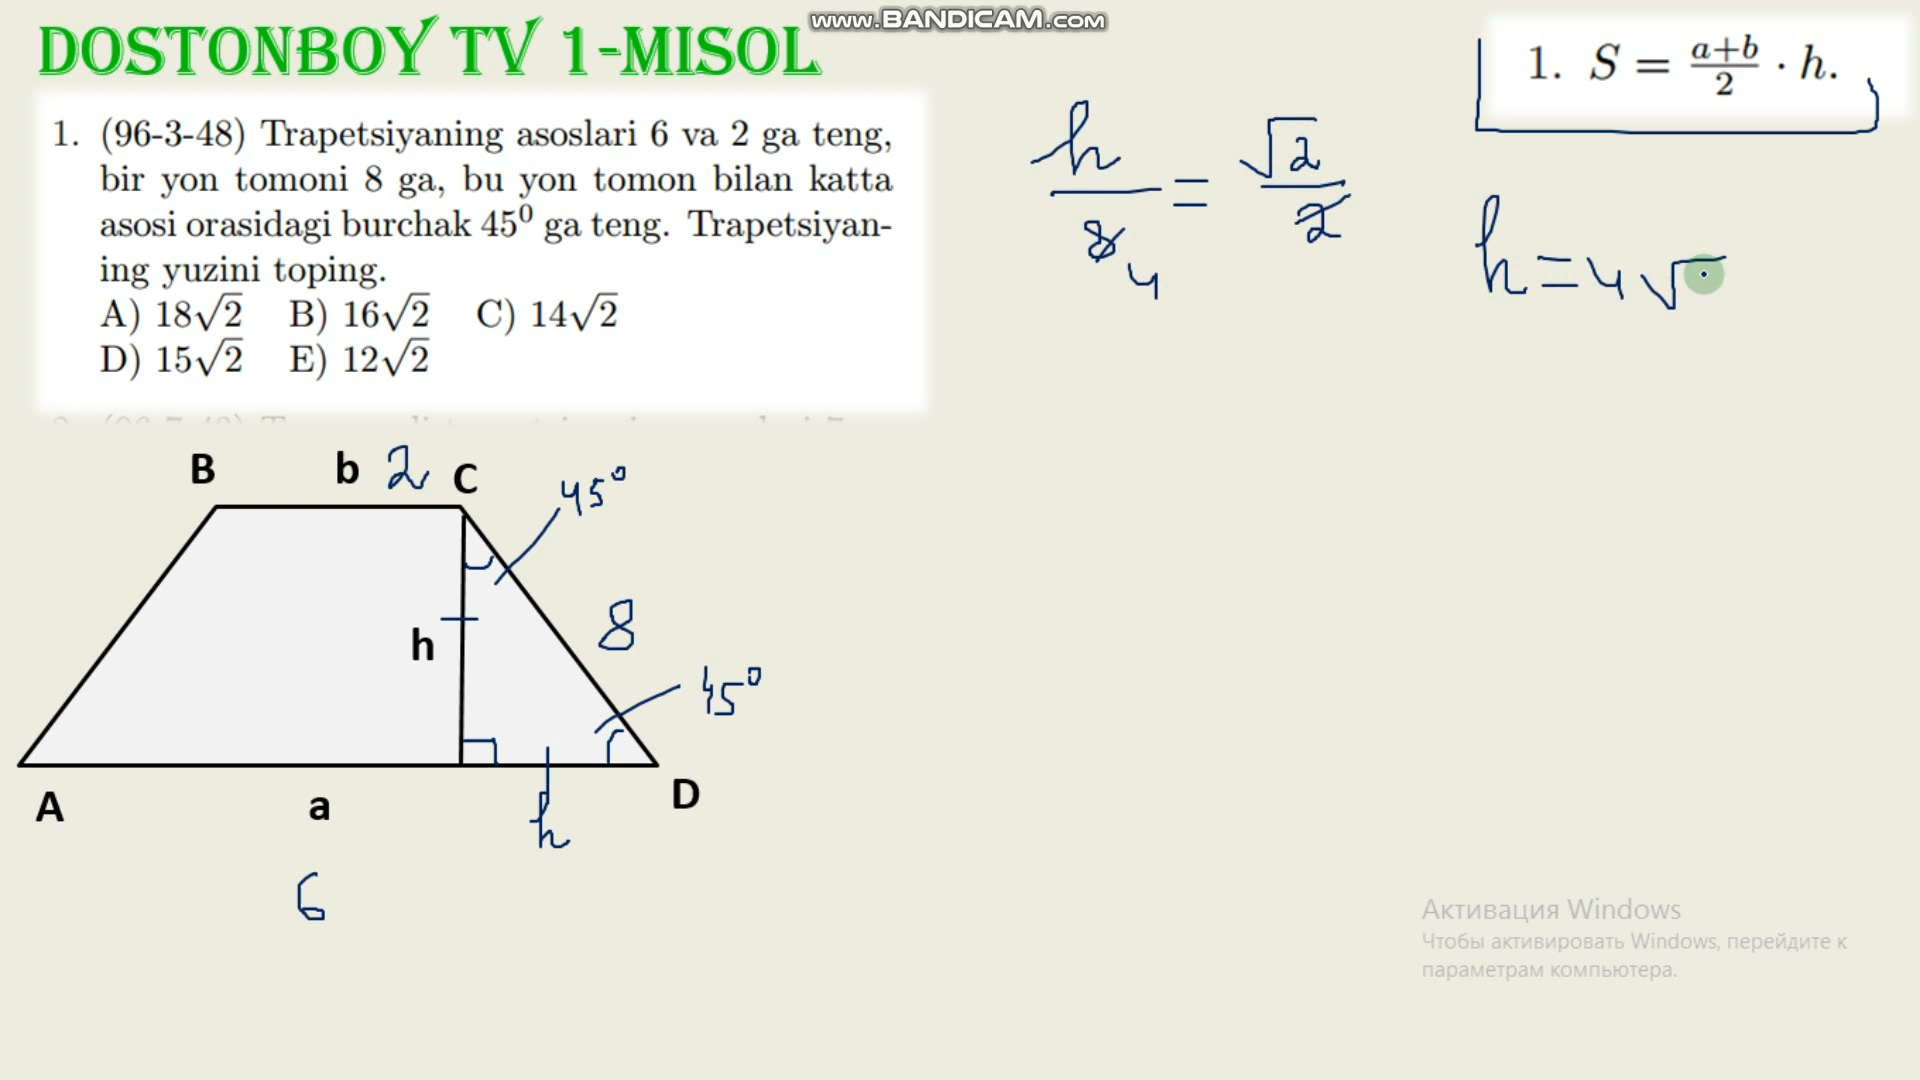 www.BANDICAM.com
DOSTONBOY TV 1-MISOL
1. S = \frac{a+b}{2} · h.
1. (96-3-48) Trapetsiyaning asoslari 6 va 2 ga teng,
bir yon tomoni 8 ga, bu yon tomon bilan katta
asosi orasidagi burchak 45⁰ ga teng. Trapetsiyan-
ing yuzini toping.
A) 18√2 B) 16√2 C) 14√2
D) 15√2 E) 12√2
h/8 = √2/2
4
h = 4√
B b 2 C
45°
h
8
45°
A a D
h
6
Активация Windows
Чтобы активировать Windows, перейдите к
параметрам компьютера.